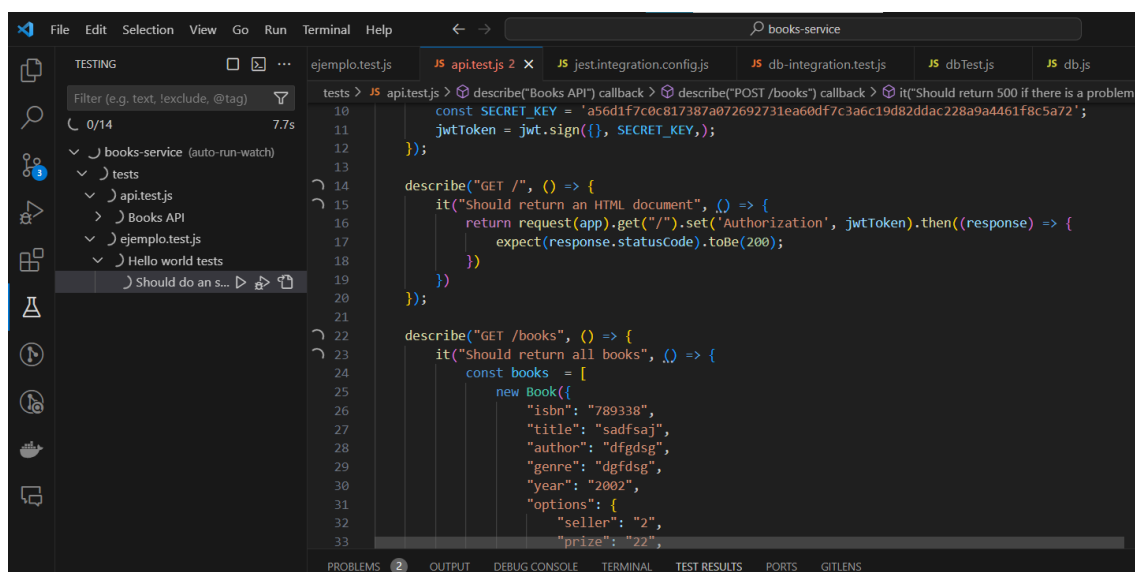 File Edit Selection View Go Run Terminal Help
books-service
TESTING
Filter (e.g. text, !exclude, @tag)
0/14 7.7s
books-service (auto-run-watch)
tests
api.test.js
Books API
ejemplo.test.js
Hello world tests
Should do an s...
3
ejemplo.test.js JS api.test.js 2 JS jest.integration.config.js JS db-integration.test.js JS dbTest.js JS db.js
tests > JS api.test.js > describe("Books API") callback > describe("POST /books") callback > it("Should return 500 if there is a problem
10 const SECRET_KEY = 'a56d1f7c0c817387a072692731ea60df7c3a6c19d82ddac228a9a4461f8c5a72';
11 jwtToken = jwt.sign({}, SECRET_KEY,);
12 });
13
14 describe("GET /", () => {
15 it("Should return an HTML document", () => {
16 return request(app).get("/").set('Authorization', jwtToken).then((response) => {
17 expect(response.statusCode).toBe(200);
18 })
19 })
20 });
21
22 describe("GET /books", () => {
23 it("Should return all books", () => {
24 const books = [
25 new Book({
26 "isbn": "789338",
27 "title": "sadfsaj",
28 "author": "dfgdsg",
29 "genre": "dgfdsg",
30 "year": "2002",
31 "options": {
32 "seller": "2",
33 "prize": "22",
PROBLEMS 2 OUTPUT DEBUG CONSOLE TERMINAL TEST RESULTS PORTS GITLENS